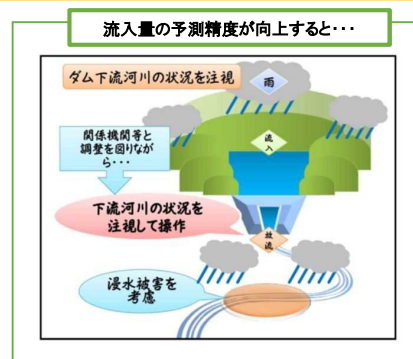 流入量の予測精度が向上すると・・・
ダム下流河川の状況を注視
雨
関係機関等と
調整を図りなが
ら・・・
流
入
下流河川の状況を
注視して操作
放
流
浸水被害を
考慮